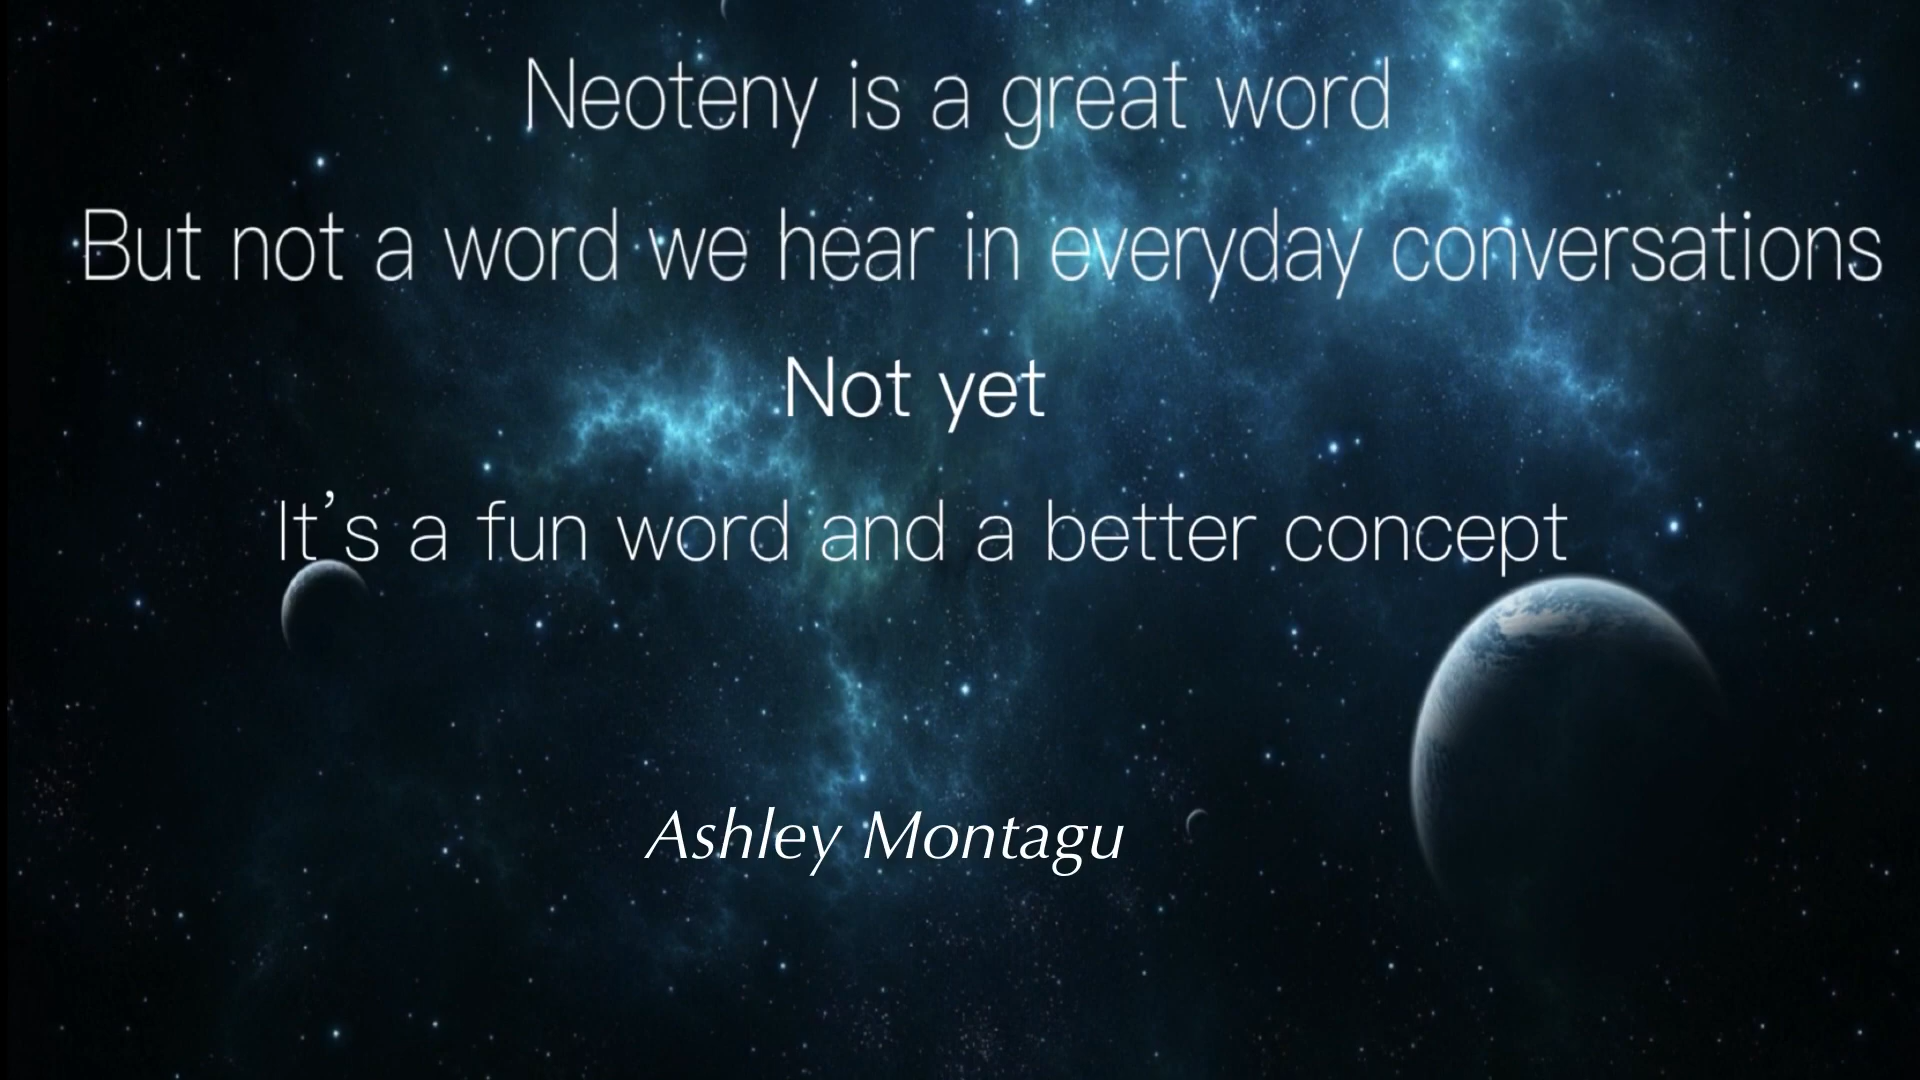 Neoteny is a great word
But not a word we hear in everyday conversations
Not yet
It's a fun word and a better concept
Ashley Montagu